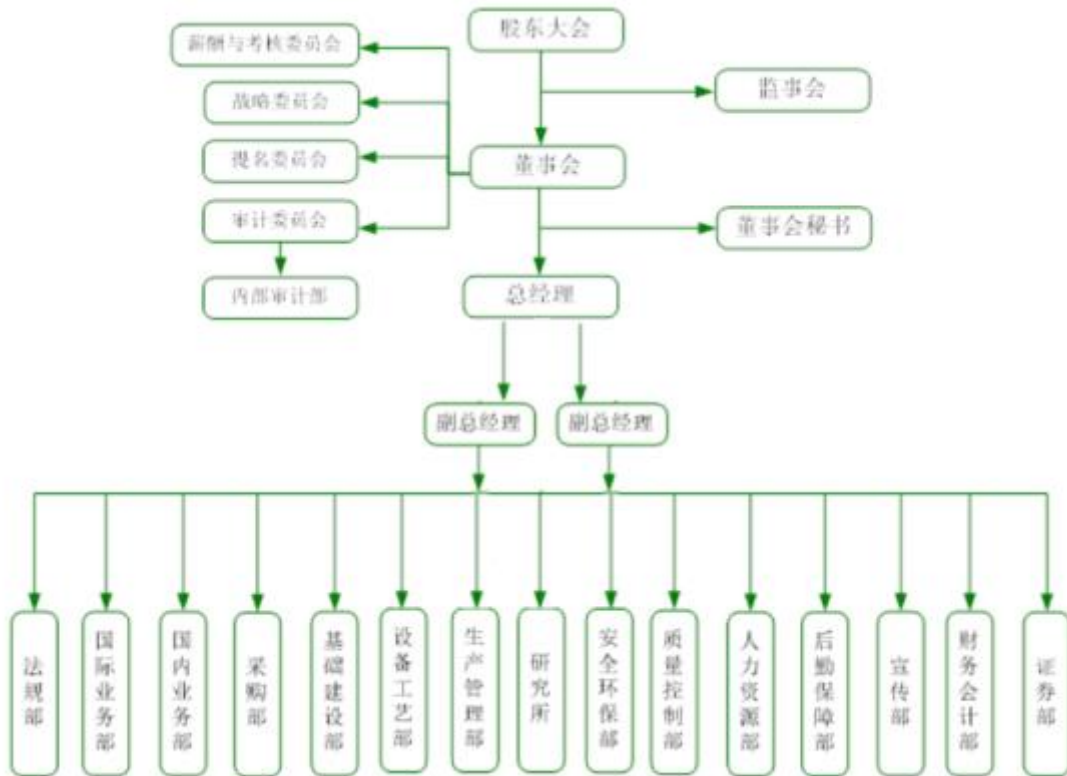 股东大会
薪酬与考核委员会
监事会
战略委员会
提名委员会
董事会
审计委员会
董事会秘书
内部审计部
总经理
副总经理
副总经理
法规部
国际业务部
国内业务部
采购部
基础建设部
设备工艺部
生产管理部
研究所
安全环保部
质量控制部
人力资源部
后勤保障部
宣传部
财务会计部
证券部